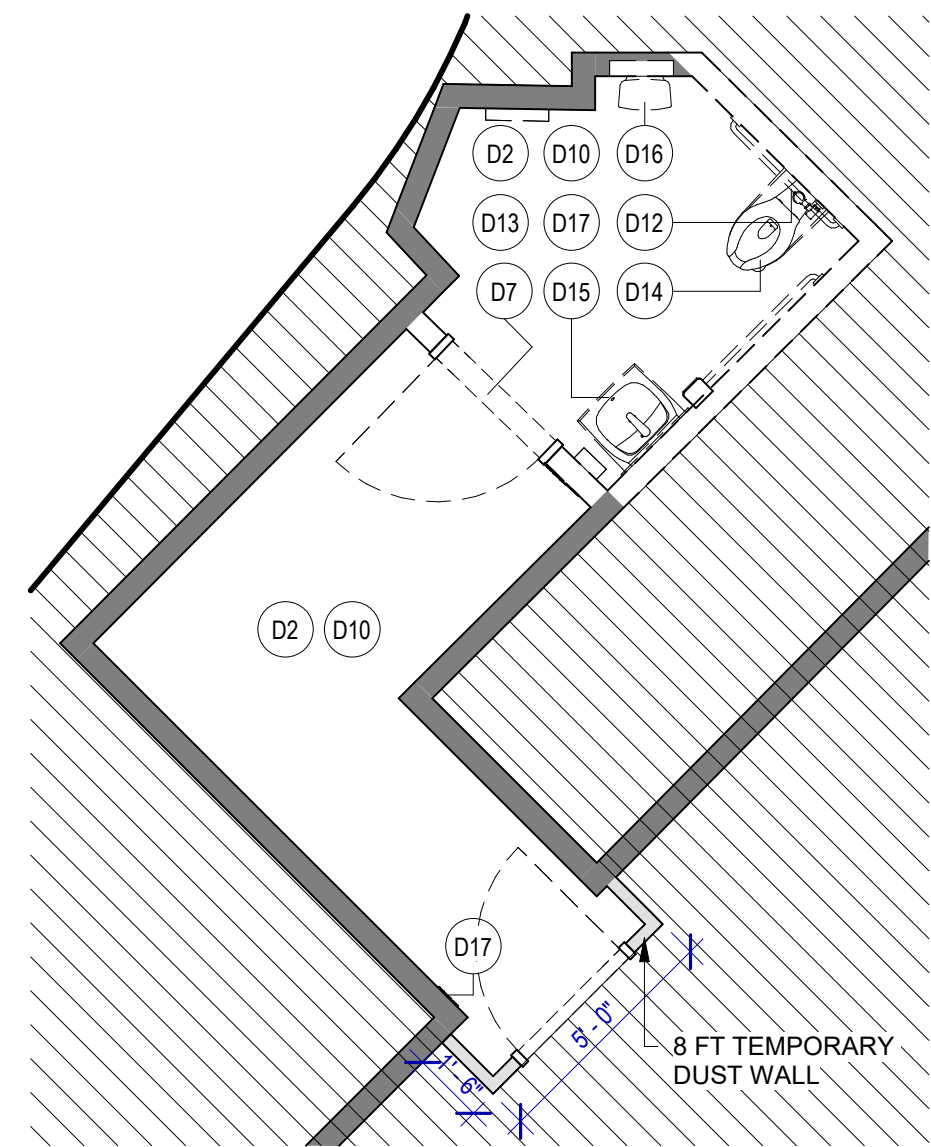 D2 D10 D16
D13 D17 D12
D7 D15 D14
D2 D10
D17
5' - 0"
1' - 6"
8 FT TEMPORARY
DUST WALL